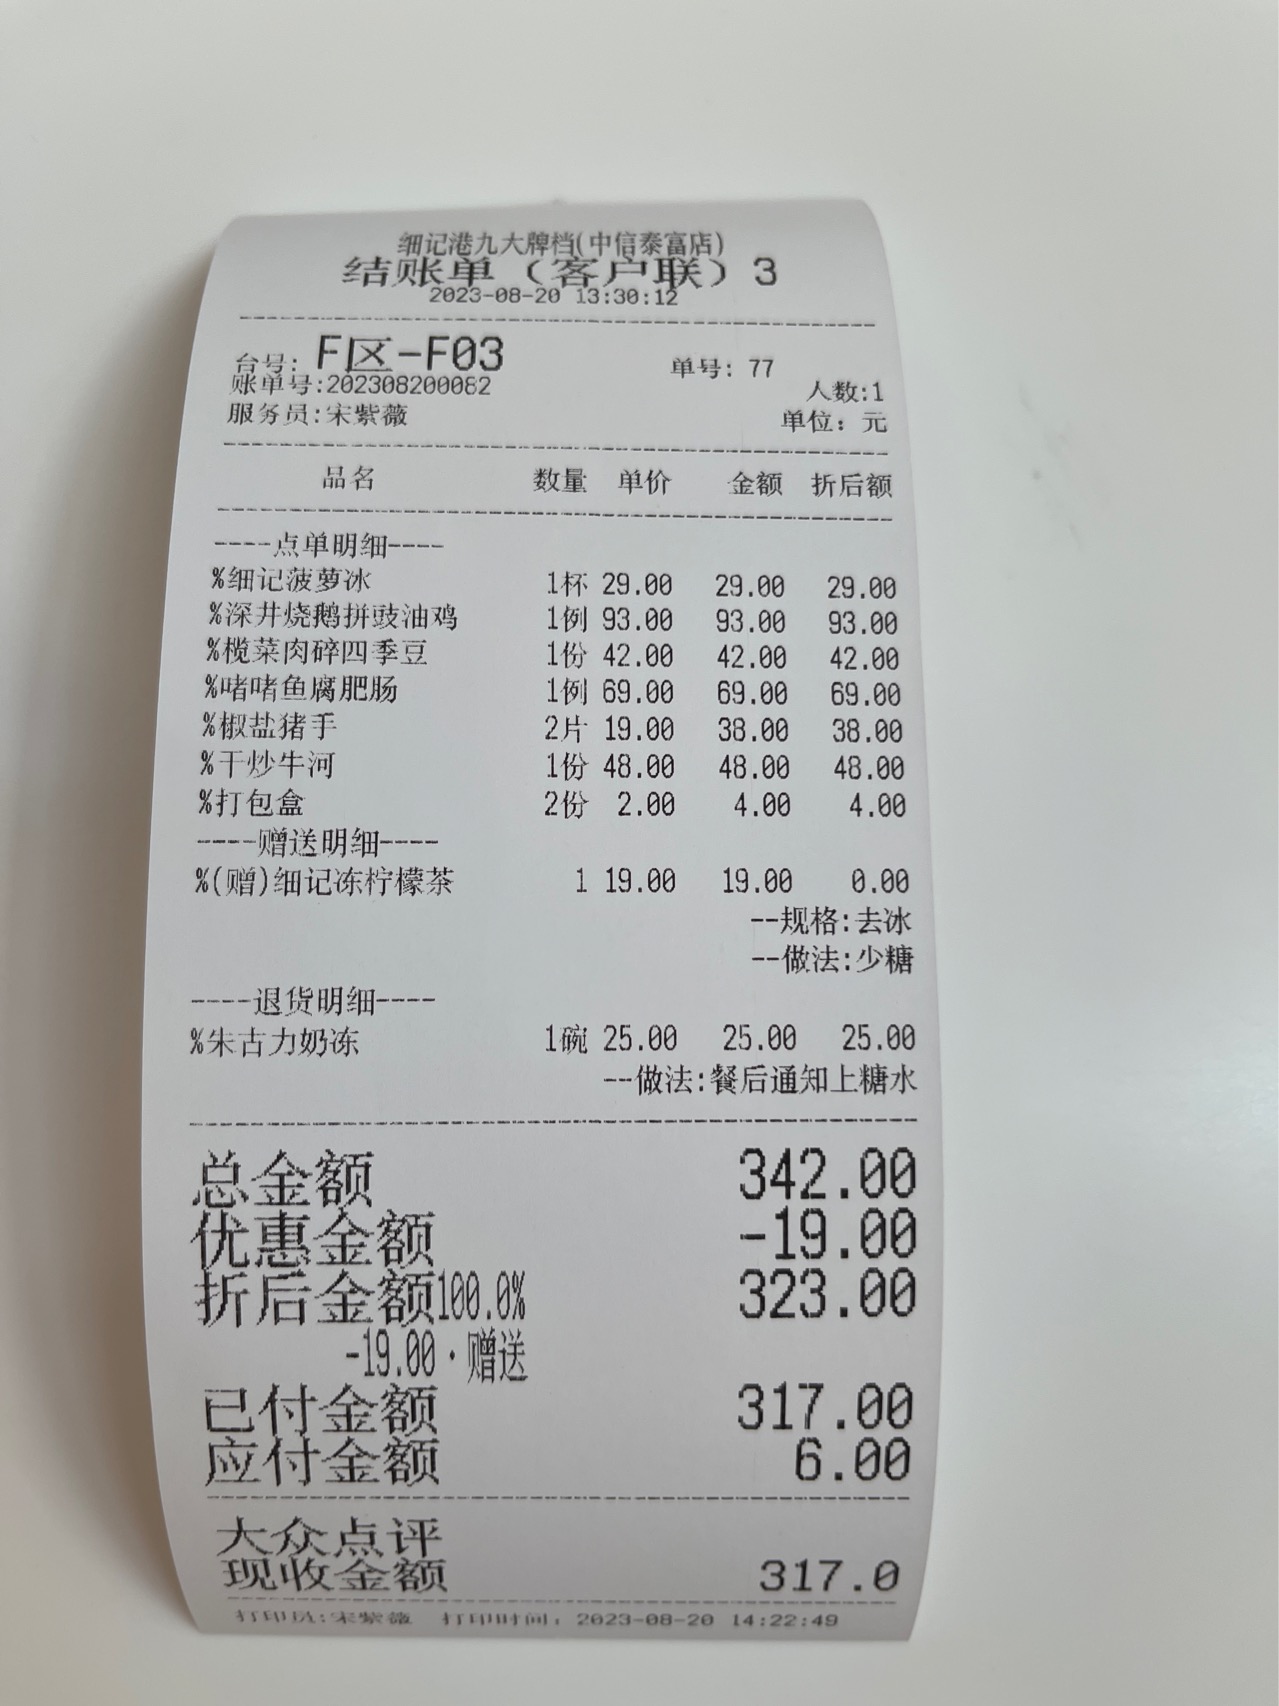 细记港九大牌档(中信泰富店)
结账单（客户联）3
2023-08-20 13:30:12
台号: F区-F03 单号: 77
账单号:202308200082 人数:1
服务员:宋紫薇 单位: 元
品名 数量 单价 金额 折后额
----点单明细----
%细记菠萝冰 1杯 29.00 29.00 29.00
%深井烧鹅拼豉油鸡 1例 93.00 93.00 93.00
%榄菜肉碎四季豆 1份 42.00 42.00 42.00
%啫啫鱼腐肥肠 1例 69.00 69.00 69.00
%椒盐猪手 2片 19.00 38.00 38.00
%干炒牛河 1份 48.00 48.00 48.00
%打包盒 2份 2.00 4.00 4.00
----赠送明细----
%(赠)细记冻柠檬茶 1 19.00 19.00 0.00
--规格:去冰
--做法:少糖
----退货明细----
%朱古力奶冻 1碗 25.00 25.00 25.00
--做法:餐后通知上糖水
总金额 342.00
优惠金额 -19.00
折后金额100.0% 323.00
-19.00·赠送
已付金额 317.00
应付金额 6.00
大众点评
现收金额 317.0
打印员:宋紫薇 打印时间: 2023-08-20 14:22:49